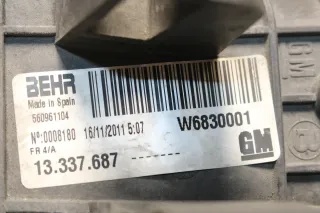 BEHR
Made in Spain
560961104
Nº:0008180 16/11/2011 5:07
W6830001
FR 4/A
13.337.687
GM
GM